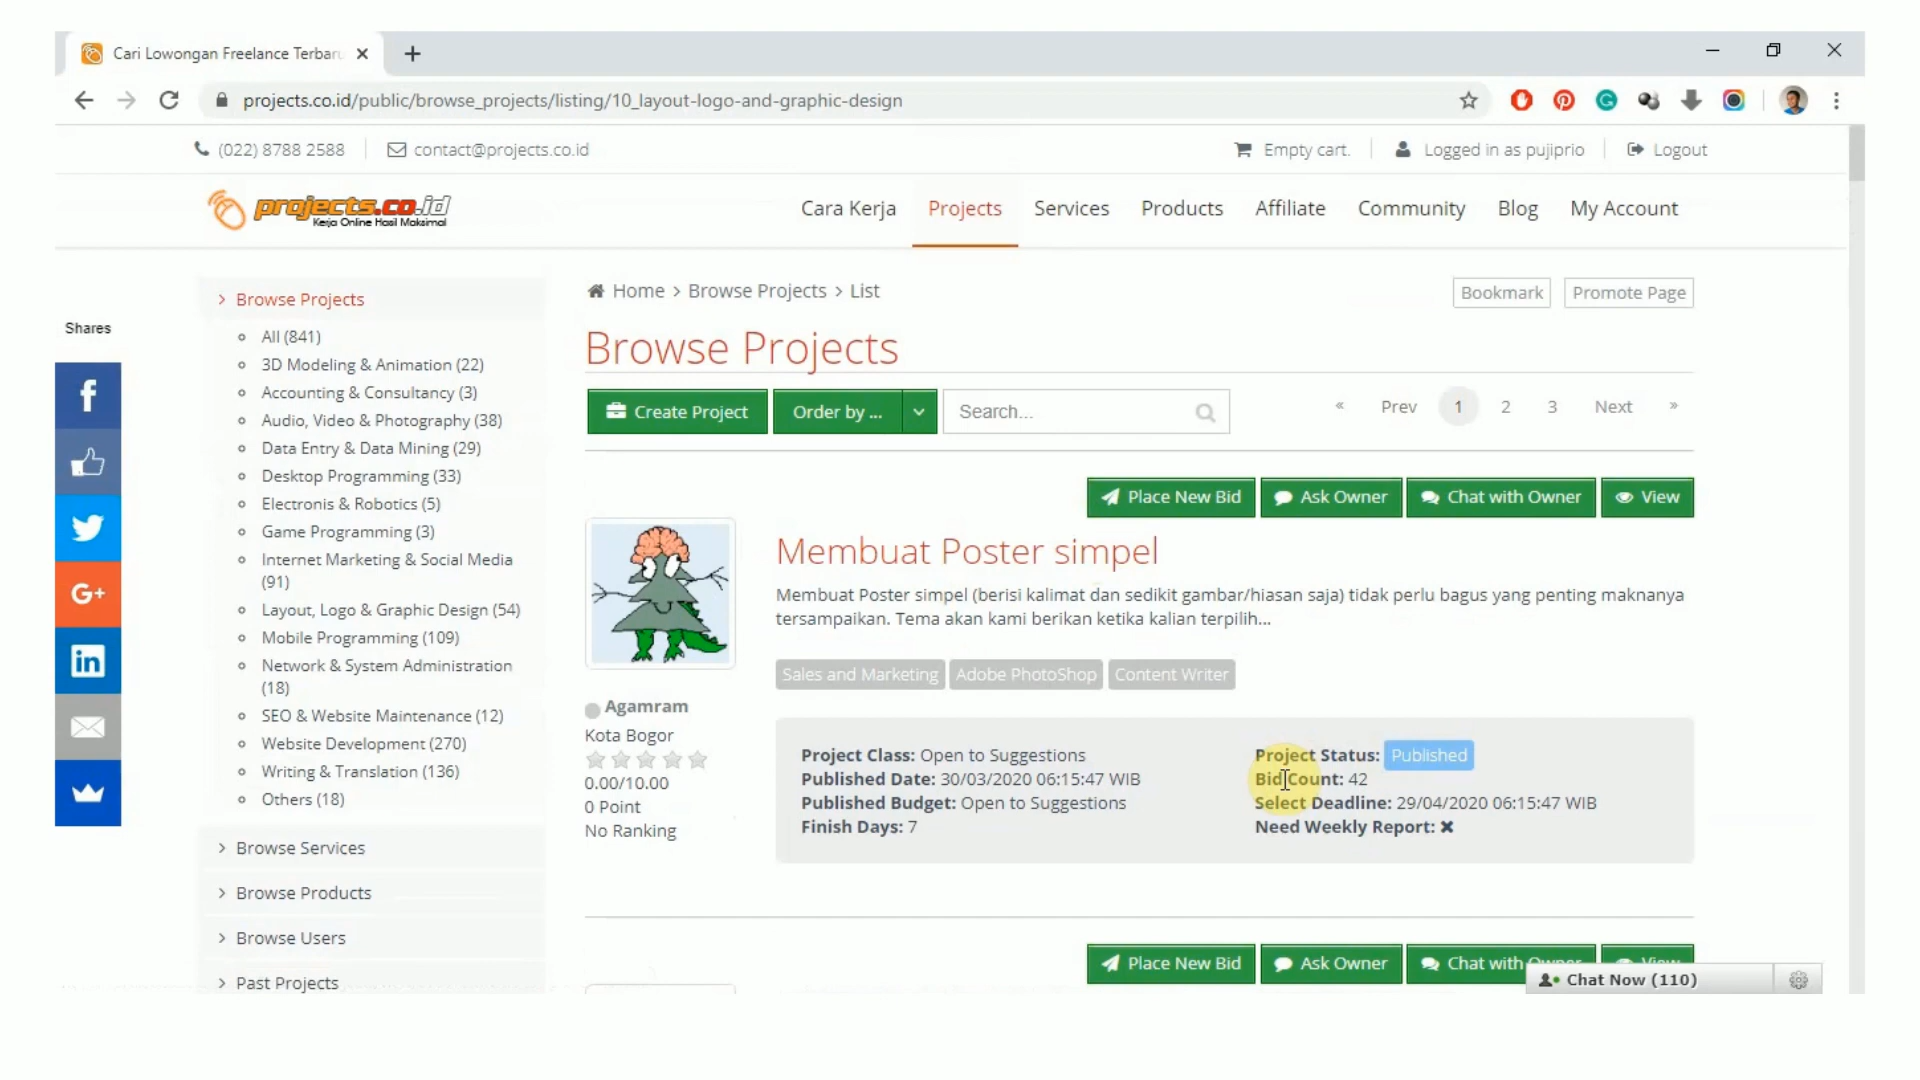 Cari Lowongan Freelance Terbar
projects.co.id/public/browse_projects/listing/10_layout-logo-and-graphic-design
(022) 8788 2588
contact@projects.co.id
Empty cart.
Logged in as pujiprio
Logout
projects.co.id
Kerja Online Hasil Maksimal
Cara Kerja
Projects
Services
Products
Affiliate
Community
Blog
My Account
Shares
Browse Projects
All (841)
3D Modeling & Animation (22)
Accounting & Consultancy (3)
Audio, Video & Photography (38)
Data Entry & Data Mining (29)
Desktop Programming (33)
Electronis & Robotics (5)
Game Programming (3)
Internet Marketing & Social Media
(91)
Layout, Logo & Graphic Design (54)
Mobile Programming (109)
Network & System Administration
(18)
SEO & Website Maintenance (12)
Website Development (270)
Writing & Translation (136)
Others (18)
Browse Services
Browse Products
Browse Users
Past Projects
Home > Browse Projects > List
Bookmark
Promote Page
Browse Projects
Create Project
Order by ...
Search...
« Prev 1 2 3 Next »
Place New Bid
Ask Owner
Chat with Owner
View
Membuat Poster simpel
Membuat Poster simpel (berisi kalimat dan sedikit gambar/hiasan saja) tidak perlu bagus yang penting maknanya
tersampaikan. Tema akan kami berikan ketika kalian terpilih...
Sales and Marketing
Adobe PhotoShop
Content Writer
Agamram
Kota Bogor
0.00/10.00
0 Point
No Ranking
Project Class: Open to Suggestions
Published Date: 30/03/2020 06:15:47 WIB
Published Budget: Open to Suggestions
Finish Days: 7
Project Status: Published
Bid Count: 42
Select Deadline: 29/04/2020 06:15:47 WIB
Need Weekly Report: ✖
Place New Bid
Ask Owner
Chat with Owner
View
Chat Now (110)